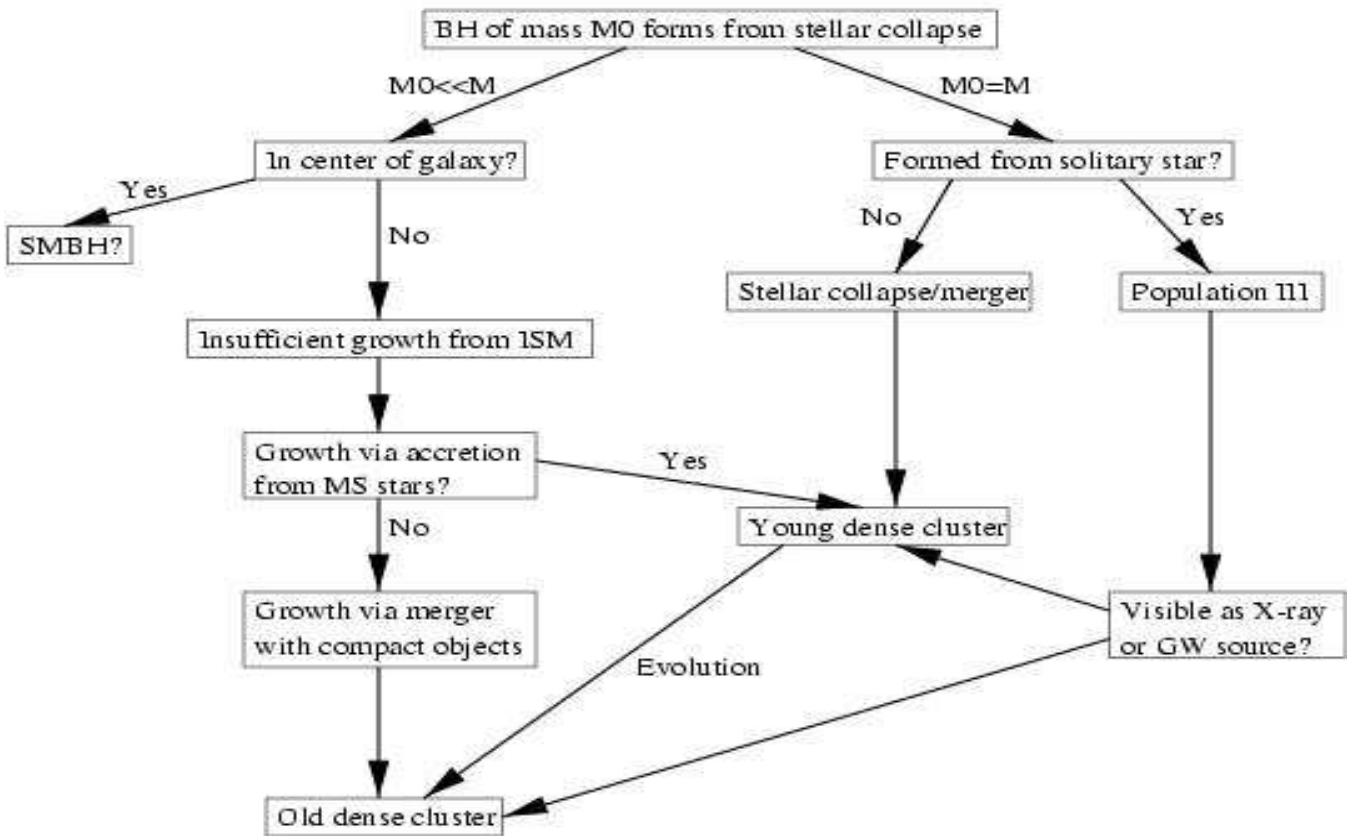 BH of mass M0 forms from stellar collapse
M0<<M
M0=M
In center of galaxy?
Formed from solitary star?
Yes
No
No
Yes
SMBH?
Stellar collapse/merger
Population III
Insufficient growth from ISM
Growth via accretion
from MS stars?
Yes
No
Young dense cluster
Growth via merger
with compact objects
Visible as X-ray
or GW source?
Evolution
Old dense cluster